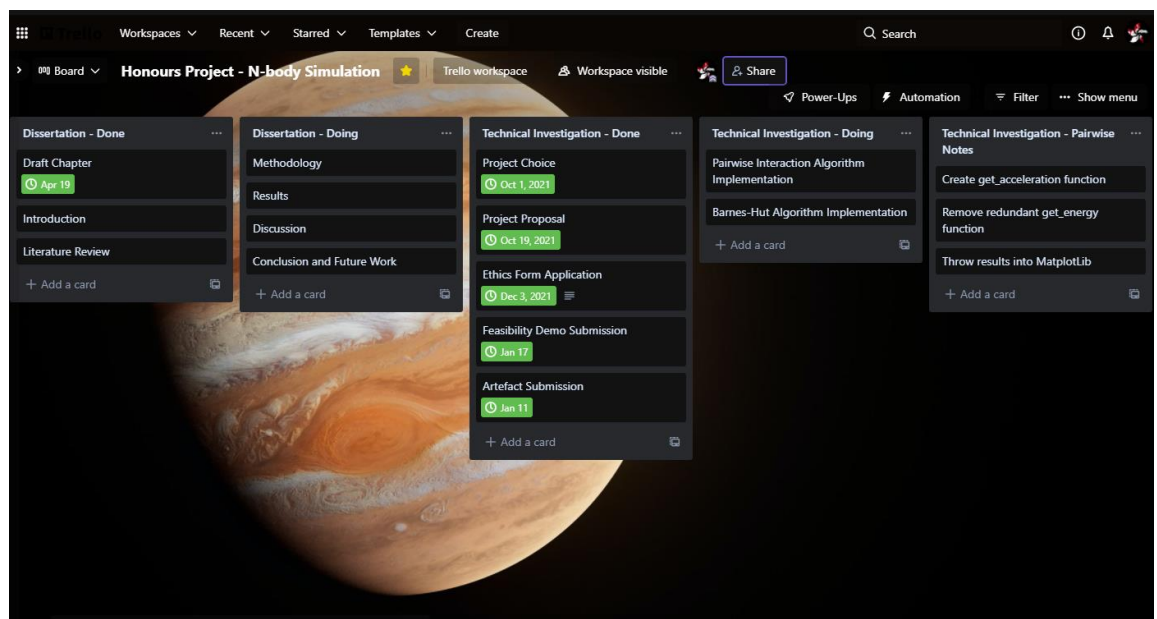 Trello
Workspaces Recent Starred Templates Create Search
Board Honours Project - N-body Simulation Trello workspace Workspace visible Share
Power-Ups Automation Filter ... Show menu
Dissertation - Done ...
Draft Chapter
Apr 19
Introduction
Literature Review
+ Add a card
Dissertation - Doing ...
Methodology
Results
Discussion
Conclusion and Future Work
+ Add a card
Technical Investigation - Done ...
Project Choice
Oct 1, 2021
Project Proposal
Oct 19, 2021
Ethics Form Application
Dec 3, 2021
Feasibility Demo Submission
Jan 17
Artefact Submission
Jan 11
+ Add a card
Technical Investigation - Doing ...
Pairwise Interaction Algorithm
Implementation
Barnes-Hut Algorithm Implementation
+ Add a card
Technical Investigation - Pairwise ...
Notes
Create get_acceleration function
Remove redundant get_energy
function
Throw results into MatplotLib
+ Add a card